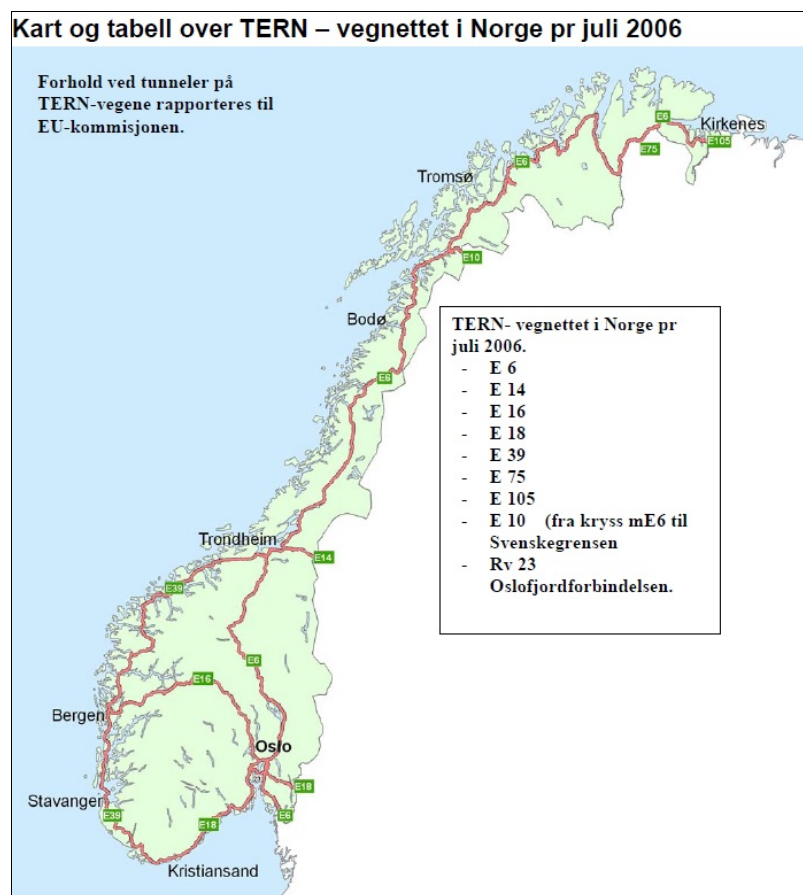 Kart og tabell over TERN – vegnettet i Norge pr juli 2006
Forhold ved tunneler på
TERN-vegene rapporteres til
EU-kommisjonen.
E6
Kirkenes
E105
E75
E6
Tromsø
E10
Bodø
E6
TERN- vegnettet i Norge pr
juli 2006.
- E 6
- E 14
- E 16
- E 18
- E 39
- E 75
- E 105
- E 10 (fra kryss mE6 til
Svenskegrensen
- Rv 23
Oslofjordforbindelsen.
Trondheim
E14
E39
E6
E16
Bergen
Oslo
E18
Stavanger
E39
E18
E6
Kristiansand